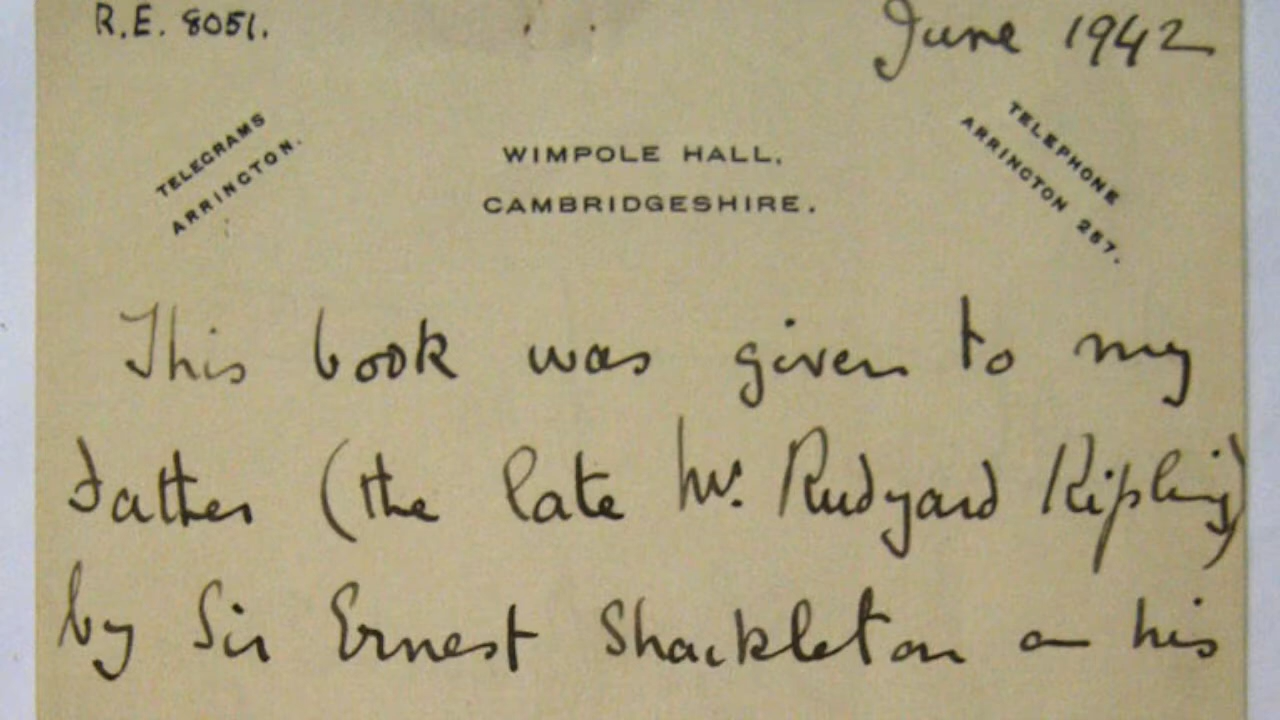 R.E. 8051.
June 1942
TELEGRAMS
ARRINGTON.
WIMPOLE HALL,
CAMBRIDGESHIRE.
TELEPHONE
ARRINGTON 257.
This book was given to my
Father (the late Mr. Rudyard Kipling)
by Sir Ernest Shackleton on his